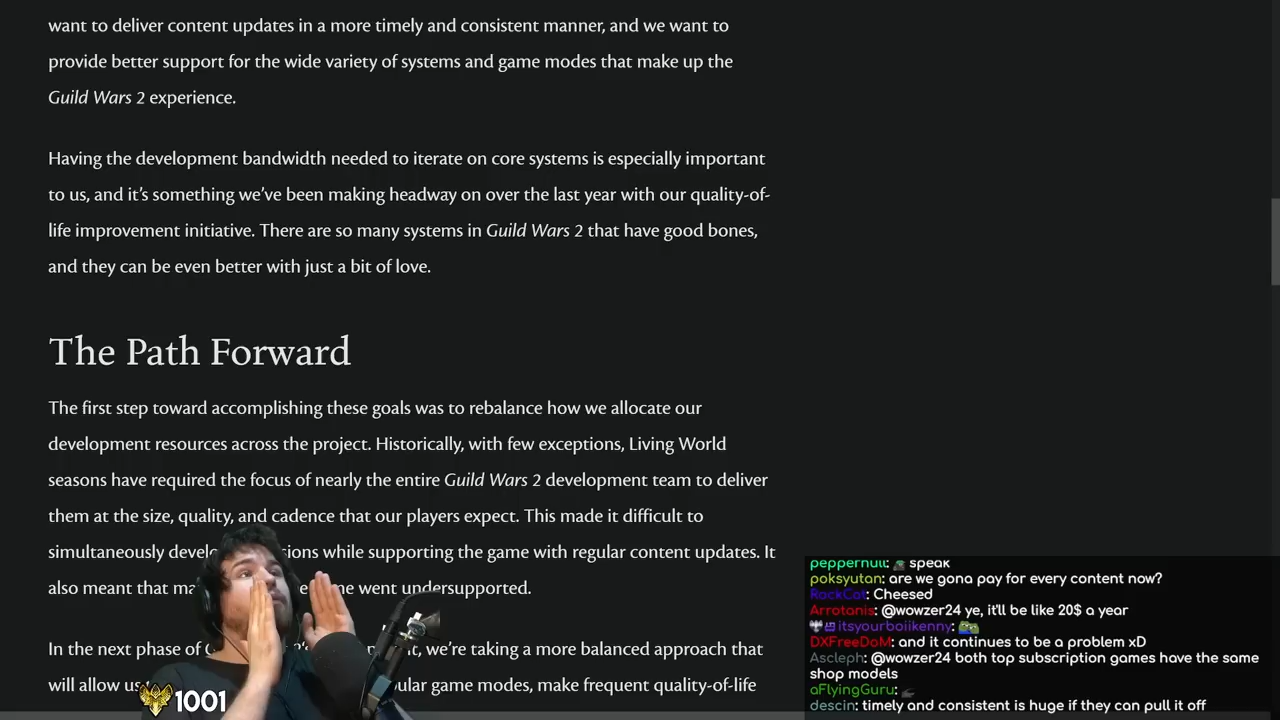 want to deliver content updates in a more timely and consistent manner, and we want to
provide better support for the wide variety of systems and game modes that make up the
Guild Wars 2 experience.
Having the development bandwidth needed to iterate on core systems is especially important
to us, and it's something we've been making headway on over the last year with our quality-of-
life improvement initiative. There are so many systems in Guild Wars 2 that have good bones,
and they can be even better with just a bit of love.
The Path Forward
The first step toward accomplishing these goals was to rebalance how we allocate our
development resources across the project. Historically, with few exceptions, Living World
seasons have required the focus of nearly the entire Guild Wars 2 development team to deliver
them at the size, quality, and cadence that our players expect. This made it difficult to
simultaneously develo sions while supporting the game with regular content updates. It
also meant that ma me went undersupported.
In the next phase of t, we're taking a more balanced approach that
will allow us ular game modes, make frequent quality-of-life
1001
peppernull: speak
poksyutan: are we gona pay for every content now?
RockCat: Cheesed
Arrotanis: @wowzer24 ye, it'll be like 20$ a year
itsyourboiikenny:
DXFreeDoM: and it continues to be a problem xD
Ascleph: @wowzer24 both top subscription games have the same
shop models
aFlyingGuru:
descin: timely and consistent is huge if they can pull it off